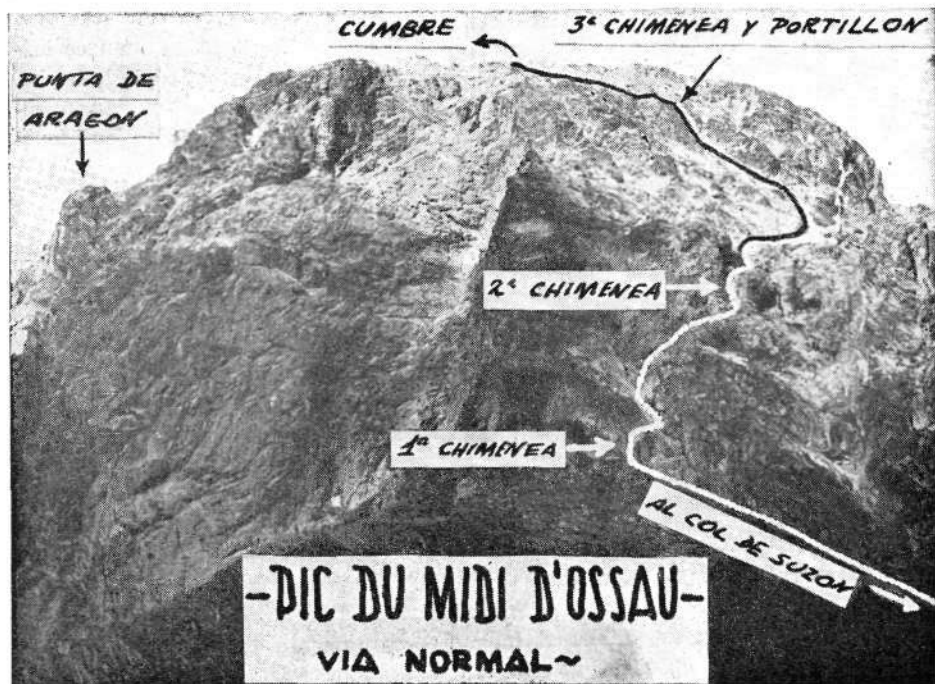 CUMBRE
3ª CHIMENEA Y PORTILLON
PUNTA DE
ARAGON
2ª CHIMENEA
1ª CHIMENEA
AL COL DE SUZON
-PIC DU MIDI D'OSSAU-
VIA NORMAL~